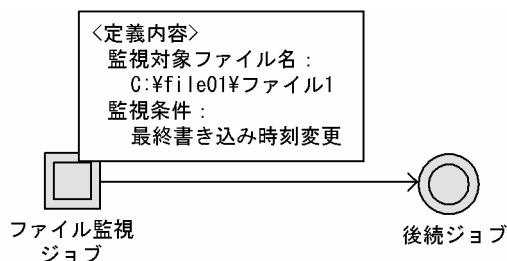 <定義内容>
監視対象ファイル名：
C:¥file01¥ファイル1
監視条件：
最終書き込み時刻変更
ファイル監視
ジョブ
後続ジョブ